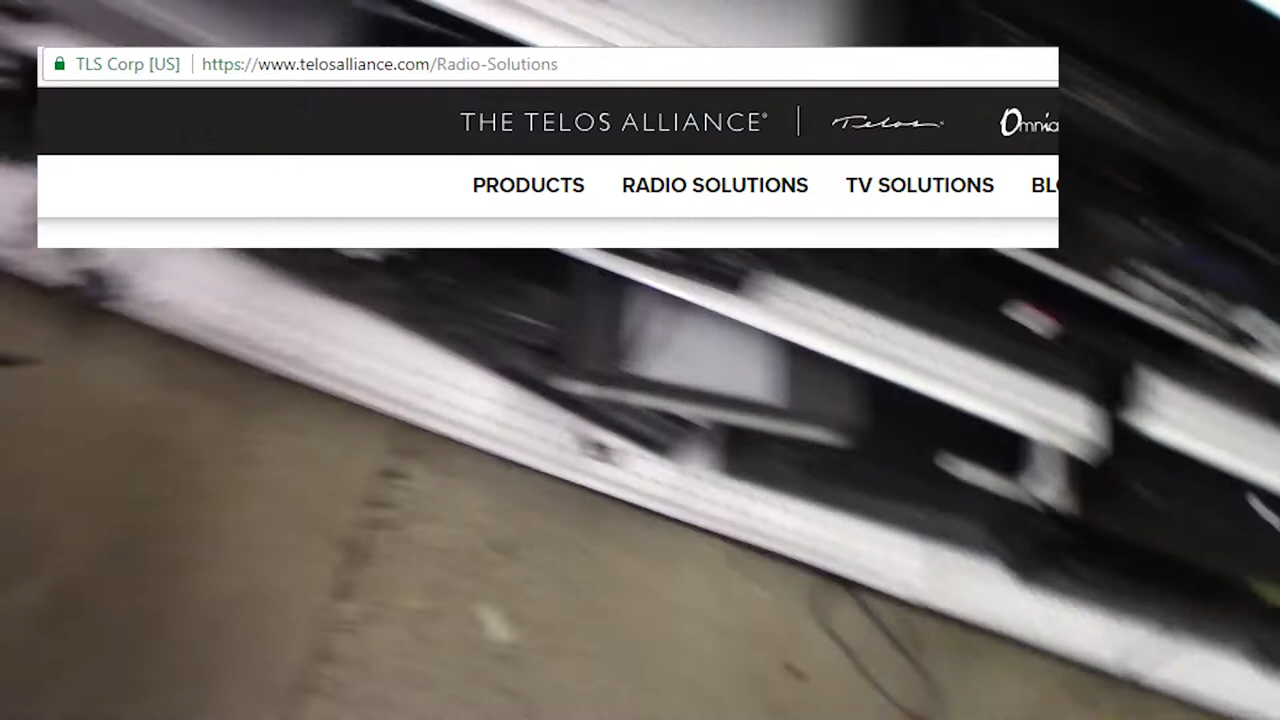 TLS Corp [US] https://www.telosalliance.com/Radio-Solutions
THE TELOS ALLIANCE® Telos Omnia
PRODUCTS RADIO SOLUTIONS TV SOLUTIONS BL